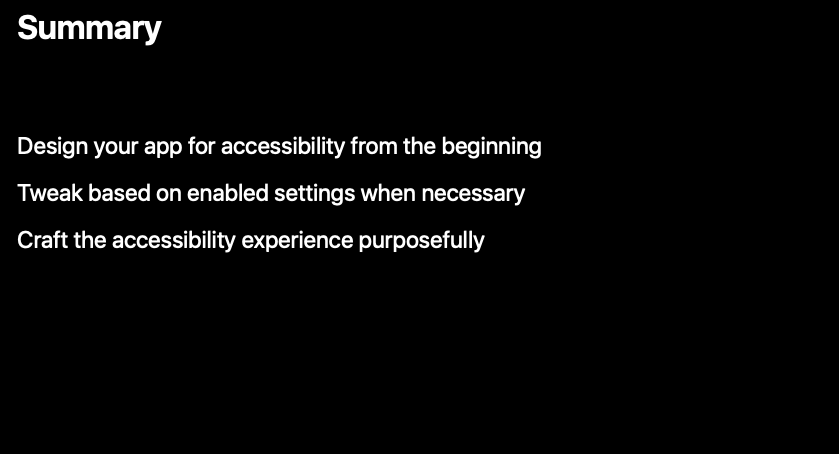 Summary
Design your app for accessibility from the beginning
Tweak based on enabled settings when necessary
Craft the accessibility experience purposefully